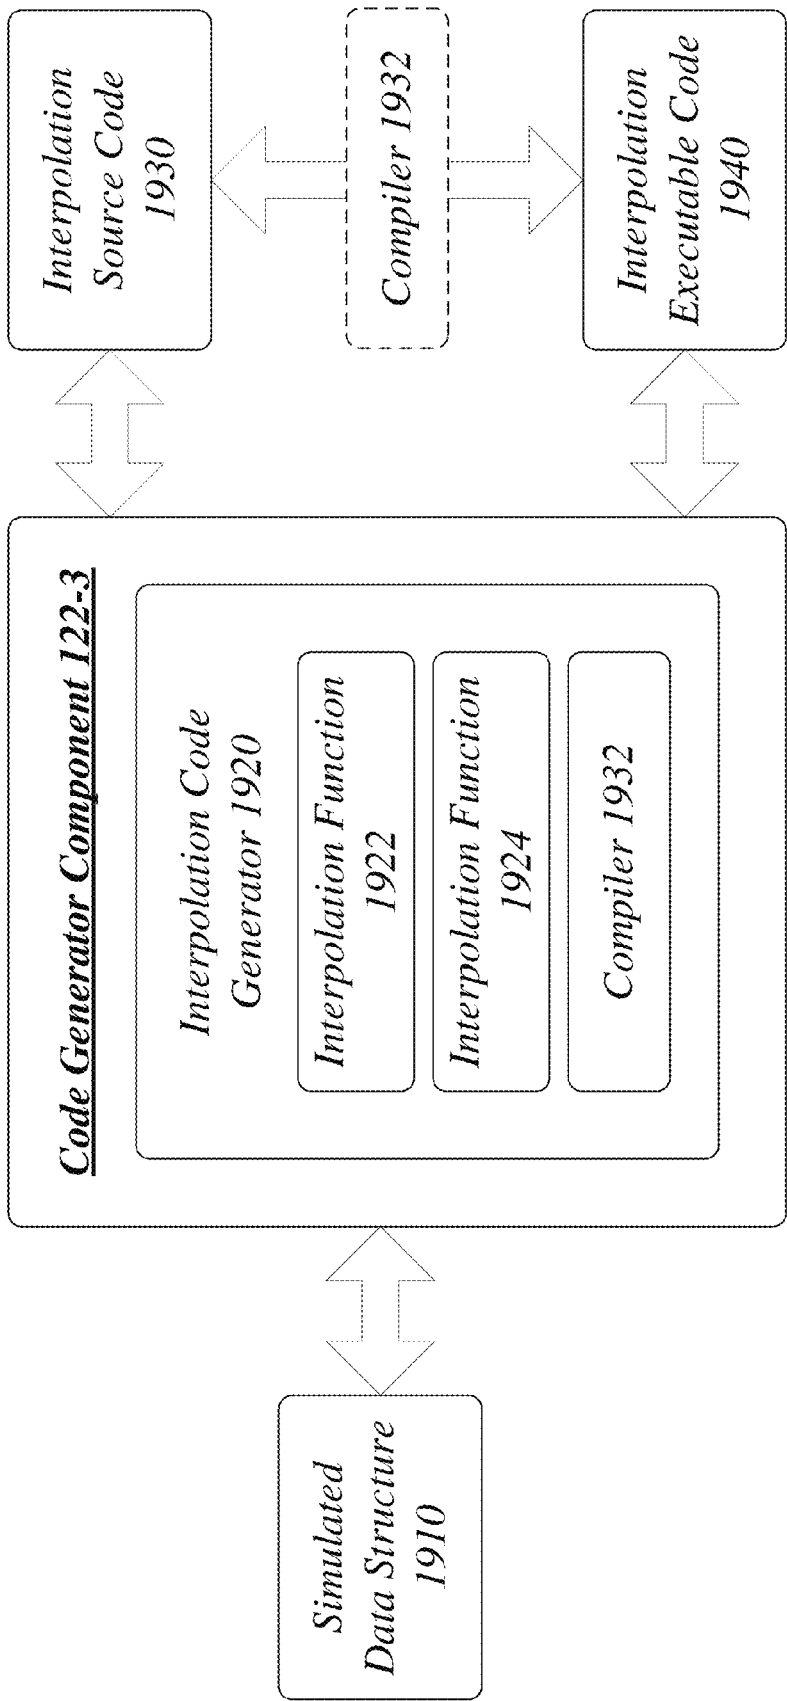 Simulated
Data Structure
1910
Code Generator Component 122-3
Interpolation Code
Generator 1920
Interpolation Function
1922
Interpolation Function
1924
Compiler 1932
Interpolation
Source Code
1930
Compiler 1932
Interpolation
Executable Code
1940